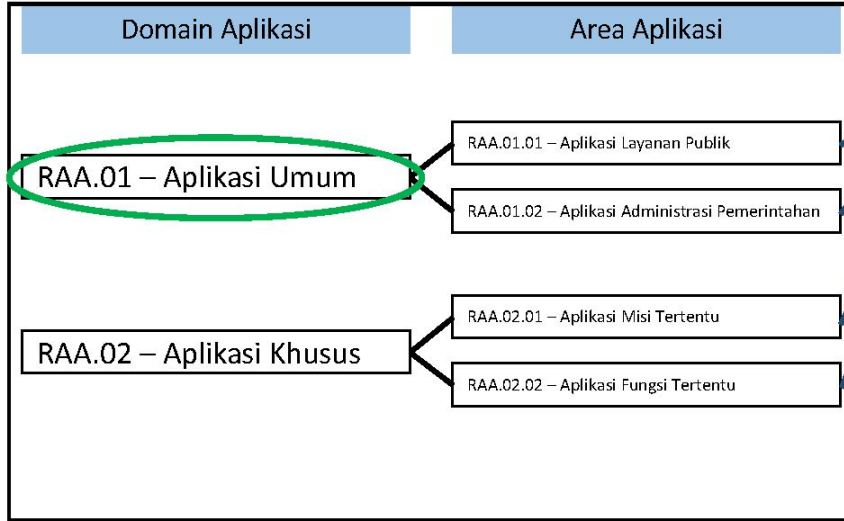 Domain Aplikasi
Area Aplikasi
RAA.01 – Aplikasi Umum
RAA.01.01 – Aplikasi Layanan Publik
RAA.01.02 – Aplikasi Administrasi Pemerintahan
RAA.02 – Aplikasi Khusus
RAA.02.01 – Aplikasi Misi Tertentu
RAA.02.02 – Aplikasi Fungsi Tertentu